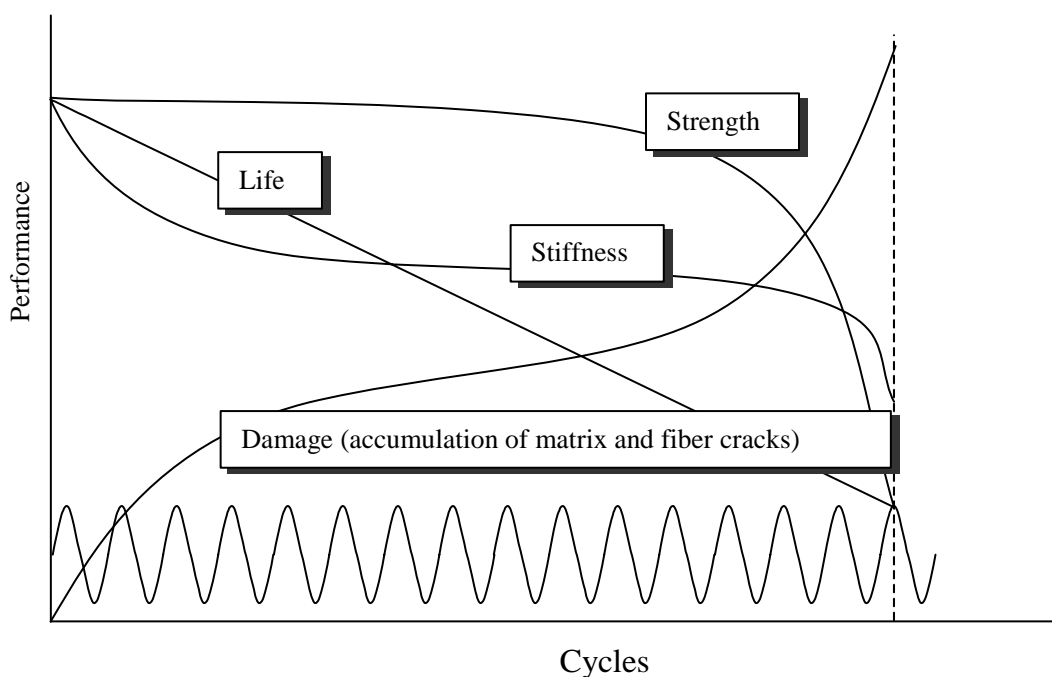 Strength
Life
Stiffness
Performance
Damage (accumulation of matrix and fiber cracks)
Cycles